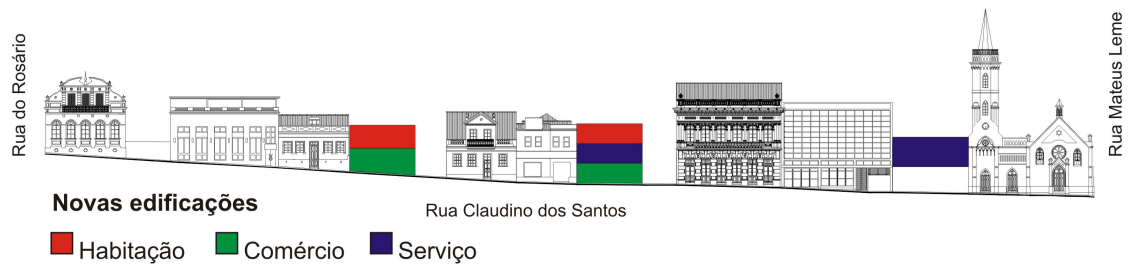 Rua do Rosário
Rua Mateus Leme
Rua Claudino dos Santos
Novas edificações
Habitação
Comércio
Serviço